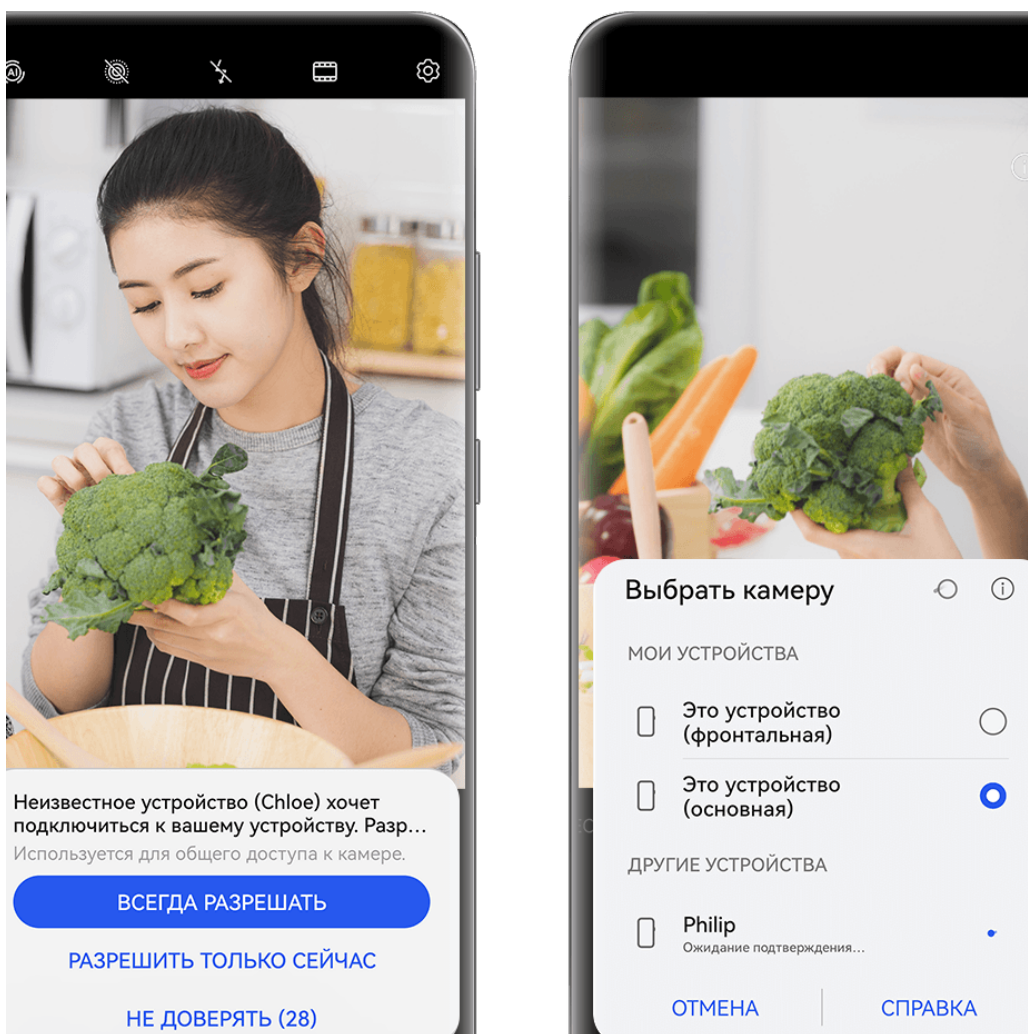 AI
Неизвестное устройство (Chloe) хочет
подключиться к вашему устройству. Разр...
Используется для общего доступа к камере.
ВСЕГДА РАЗРЕШАТЬ
РАЗРЕШИТЬ ТОЛЬКО СЕЙЧАС
НЕ ДОВЕРЯТЬ (28)
Выбрать камеру
МОИ УСТРОЙСТВА
Это устройство
(фронтальная)
Это устройство
(основная)
ДРУГИЕ УСТРОЙСТВА
Philip
Ожидание подтверждения...
ОТМЕНА
СПРАВКА